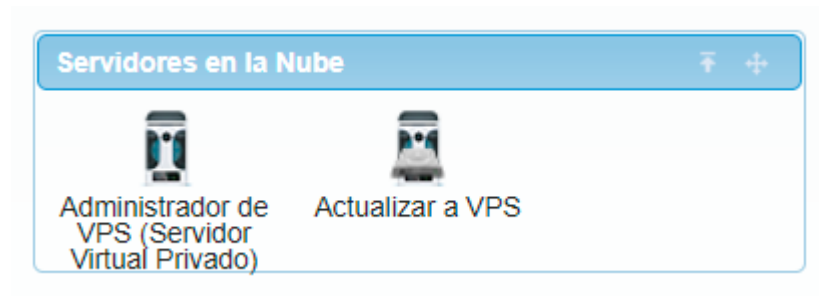 Servidores en la Nube
Administrador de
VPS (Servidor
Virtual Privado)
Actualizar a VPS